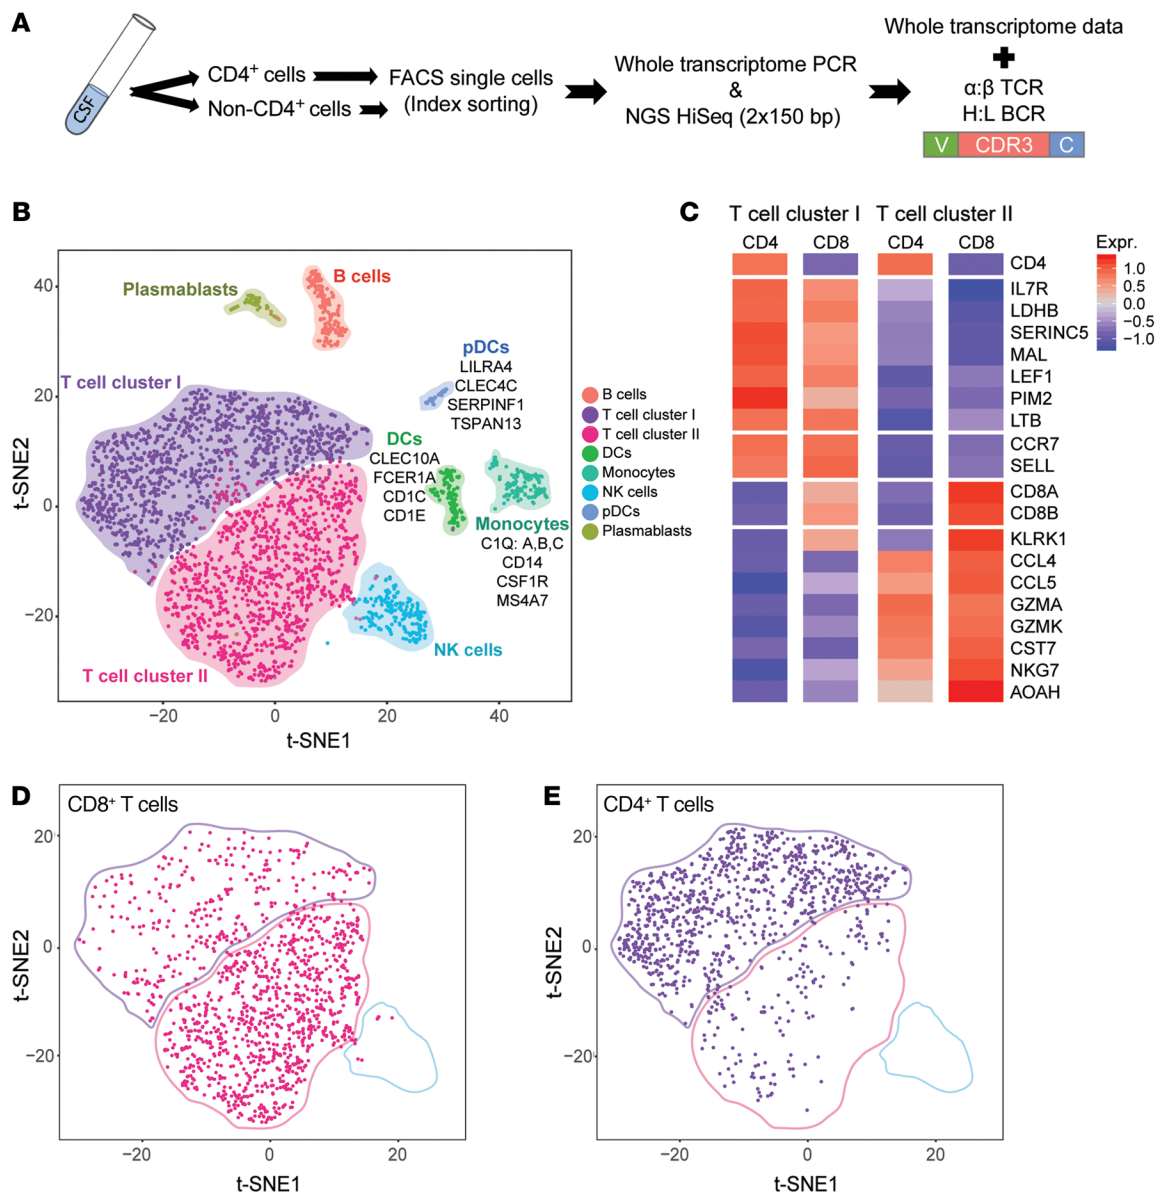 A
CSF
CD4+ cells
Non-CD4+ cells
FACS single cells
(Index sorting)
Whole transcriptome PCR
&
NGS HiSeq (2x150 bp)
Whole transcriptome data
α:β TCR
H:L BCR
V CDR3 C
B
t-SNE2
40
20
0
−20
−20 0 20 40
t-SNE1
Plasmablasts
B cells
T cell cluster I
pDCs
LILRA4
CLEC4C
SERPINF1
TSPAN13
DCs
CLEC10A
FCER1A
CD1C
CD1E
Monocytes
C1Q: A,B,C
CD14
CSF1R
MS4A7
NK cells
T cell cluster II
B cells
T cell cluster I
T cell cluster II
DCs
Monocytes
NK cells
pDCs
Plasmablasts
C
T cell cluster I T cell cluster II
CD4 CD8 CD4 CD8
CD4
IL7R
LDHB
SERINC5
MAL
LEF1
PIM2
LTB
CCR7
SELL
CD8A
CD8B
KLRK1
CCL4
CCL5
GZMA
GZMK
CST7
NKG7
AOAH
Expr.
1.0
0.5
0.0
−0.5
−1.0
D
CD8+ T cells
t-SNE2
20
0
−20
−20 0 20
t-SNE1
E
CD4+ T cells
t-SNE2
20
0
−20
−20 0 20
t-SNE1